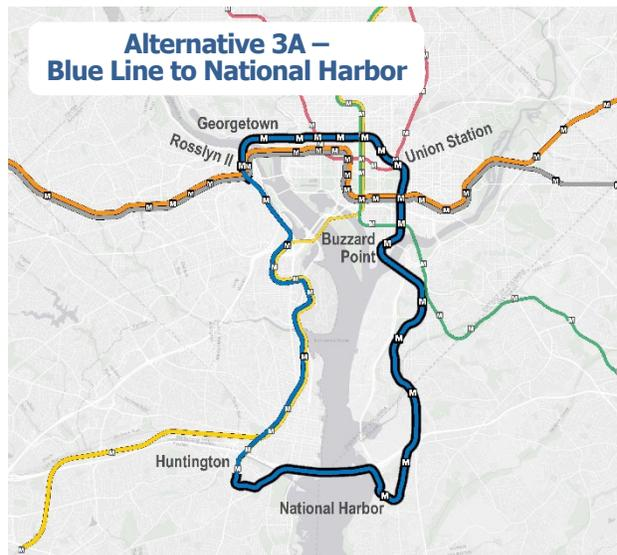 Alternative 3A –
Blue Line to National Harbor
Georgetown
Rosslyn II
Union Station
Buzzard
Point
Huntington
National Harbor